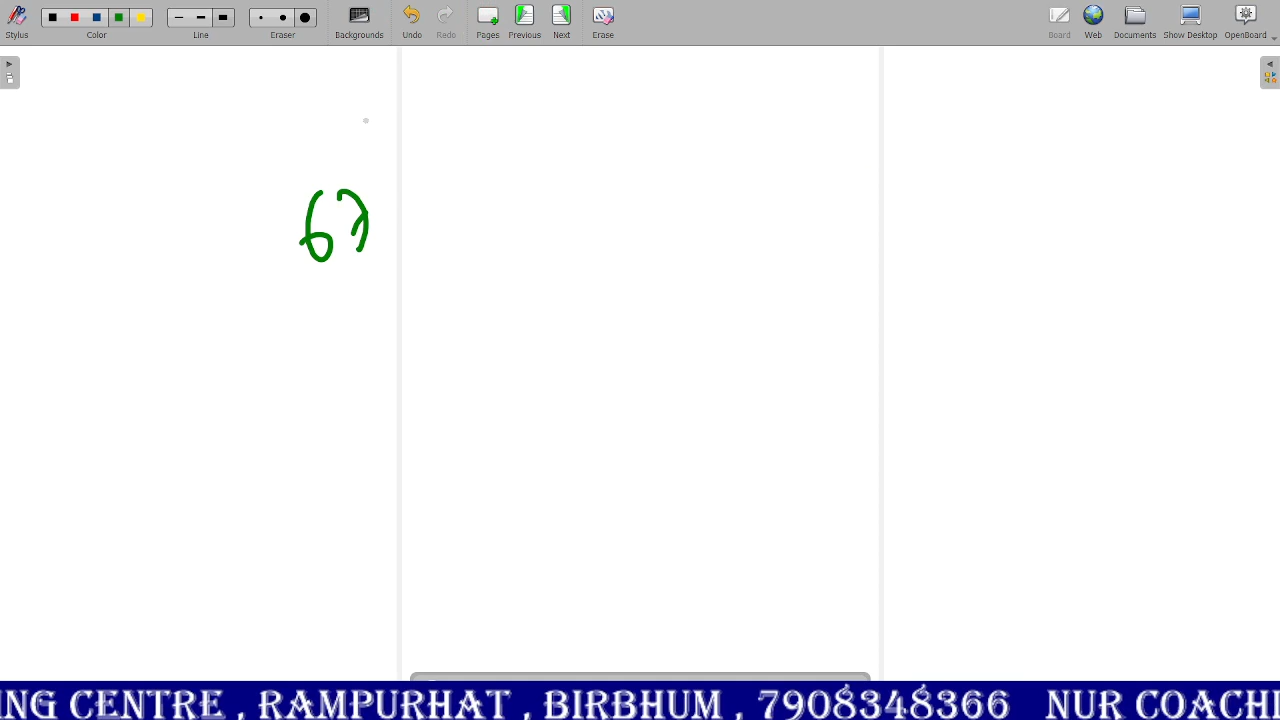 Stylus Color Line Eraser Backgrounds Undo Redo Pages Previous Next Erase Board Web Documents Show Desktop OpenBoard
67
NG CENTRE , RAMPURHAT , BIRBHUM , 7908348366 NUR COACHI